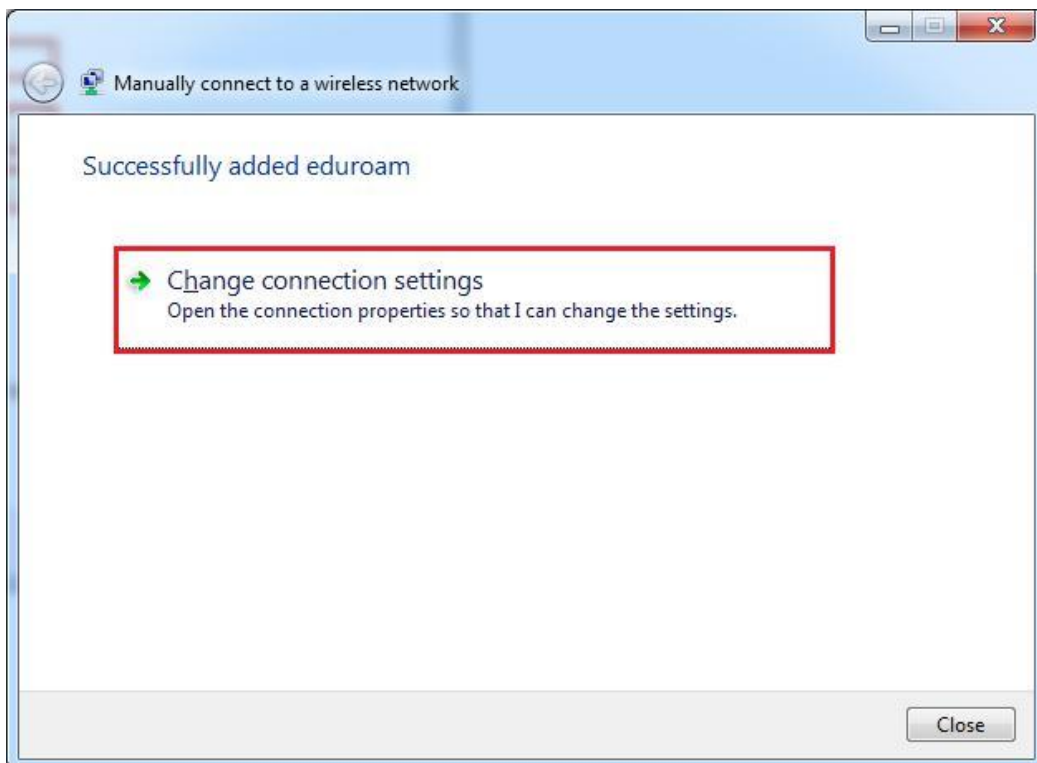 Manually connect to a wireless network
Successfully added eduroam
Change connection settings
Open the connection properties so that I can change the settings.
Close